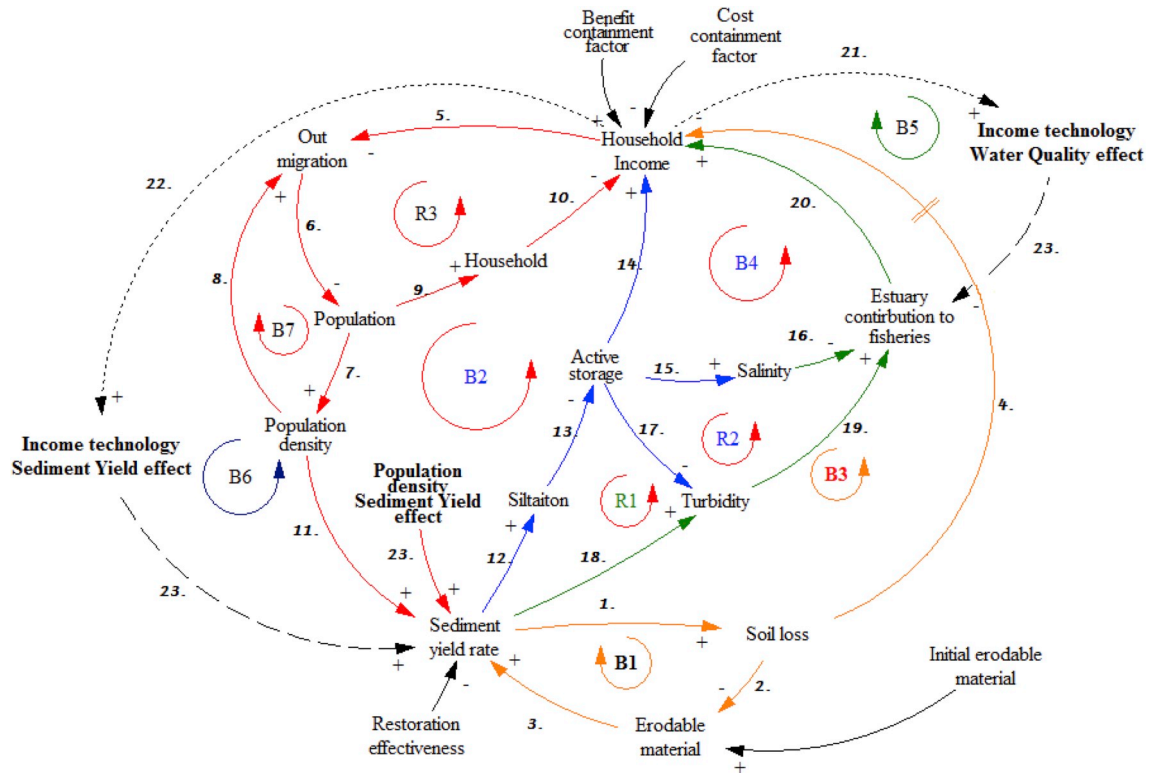 Benefit
containment
factor
Cost
containment
factor
21.
+
-
5.
+
-
+
B5
Out
migration
-
Household
Income
+
Income technology
Water Quality effect
22.
+
R3
10.
-
+
20.
6.
B4
23.
8.
+
Household
14.
9.
-
Population
B7
Estuary
contribution to
fisheries
-
B2
Active
storage
16.
-
+
7.
15.
+
Salinity
+
+
-
4.
Population
density
13.
17.
R2
19.
Income technology
Sediment Yield effect
B6
Population
density
Sediment Yield
effect
-
B3
Siltaiton
R1
+
Turbidity
11.
+
23.
12.
18.
23.
+
+
1.
Sediment
yield rate
Soil loss
+
+
+
B1
-
2.
Initial erodable
material
-
3.
Restoration
effectiveness
Erodable
material
+